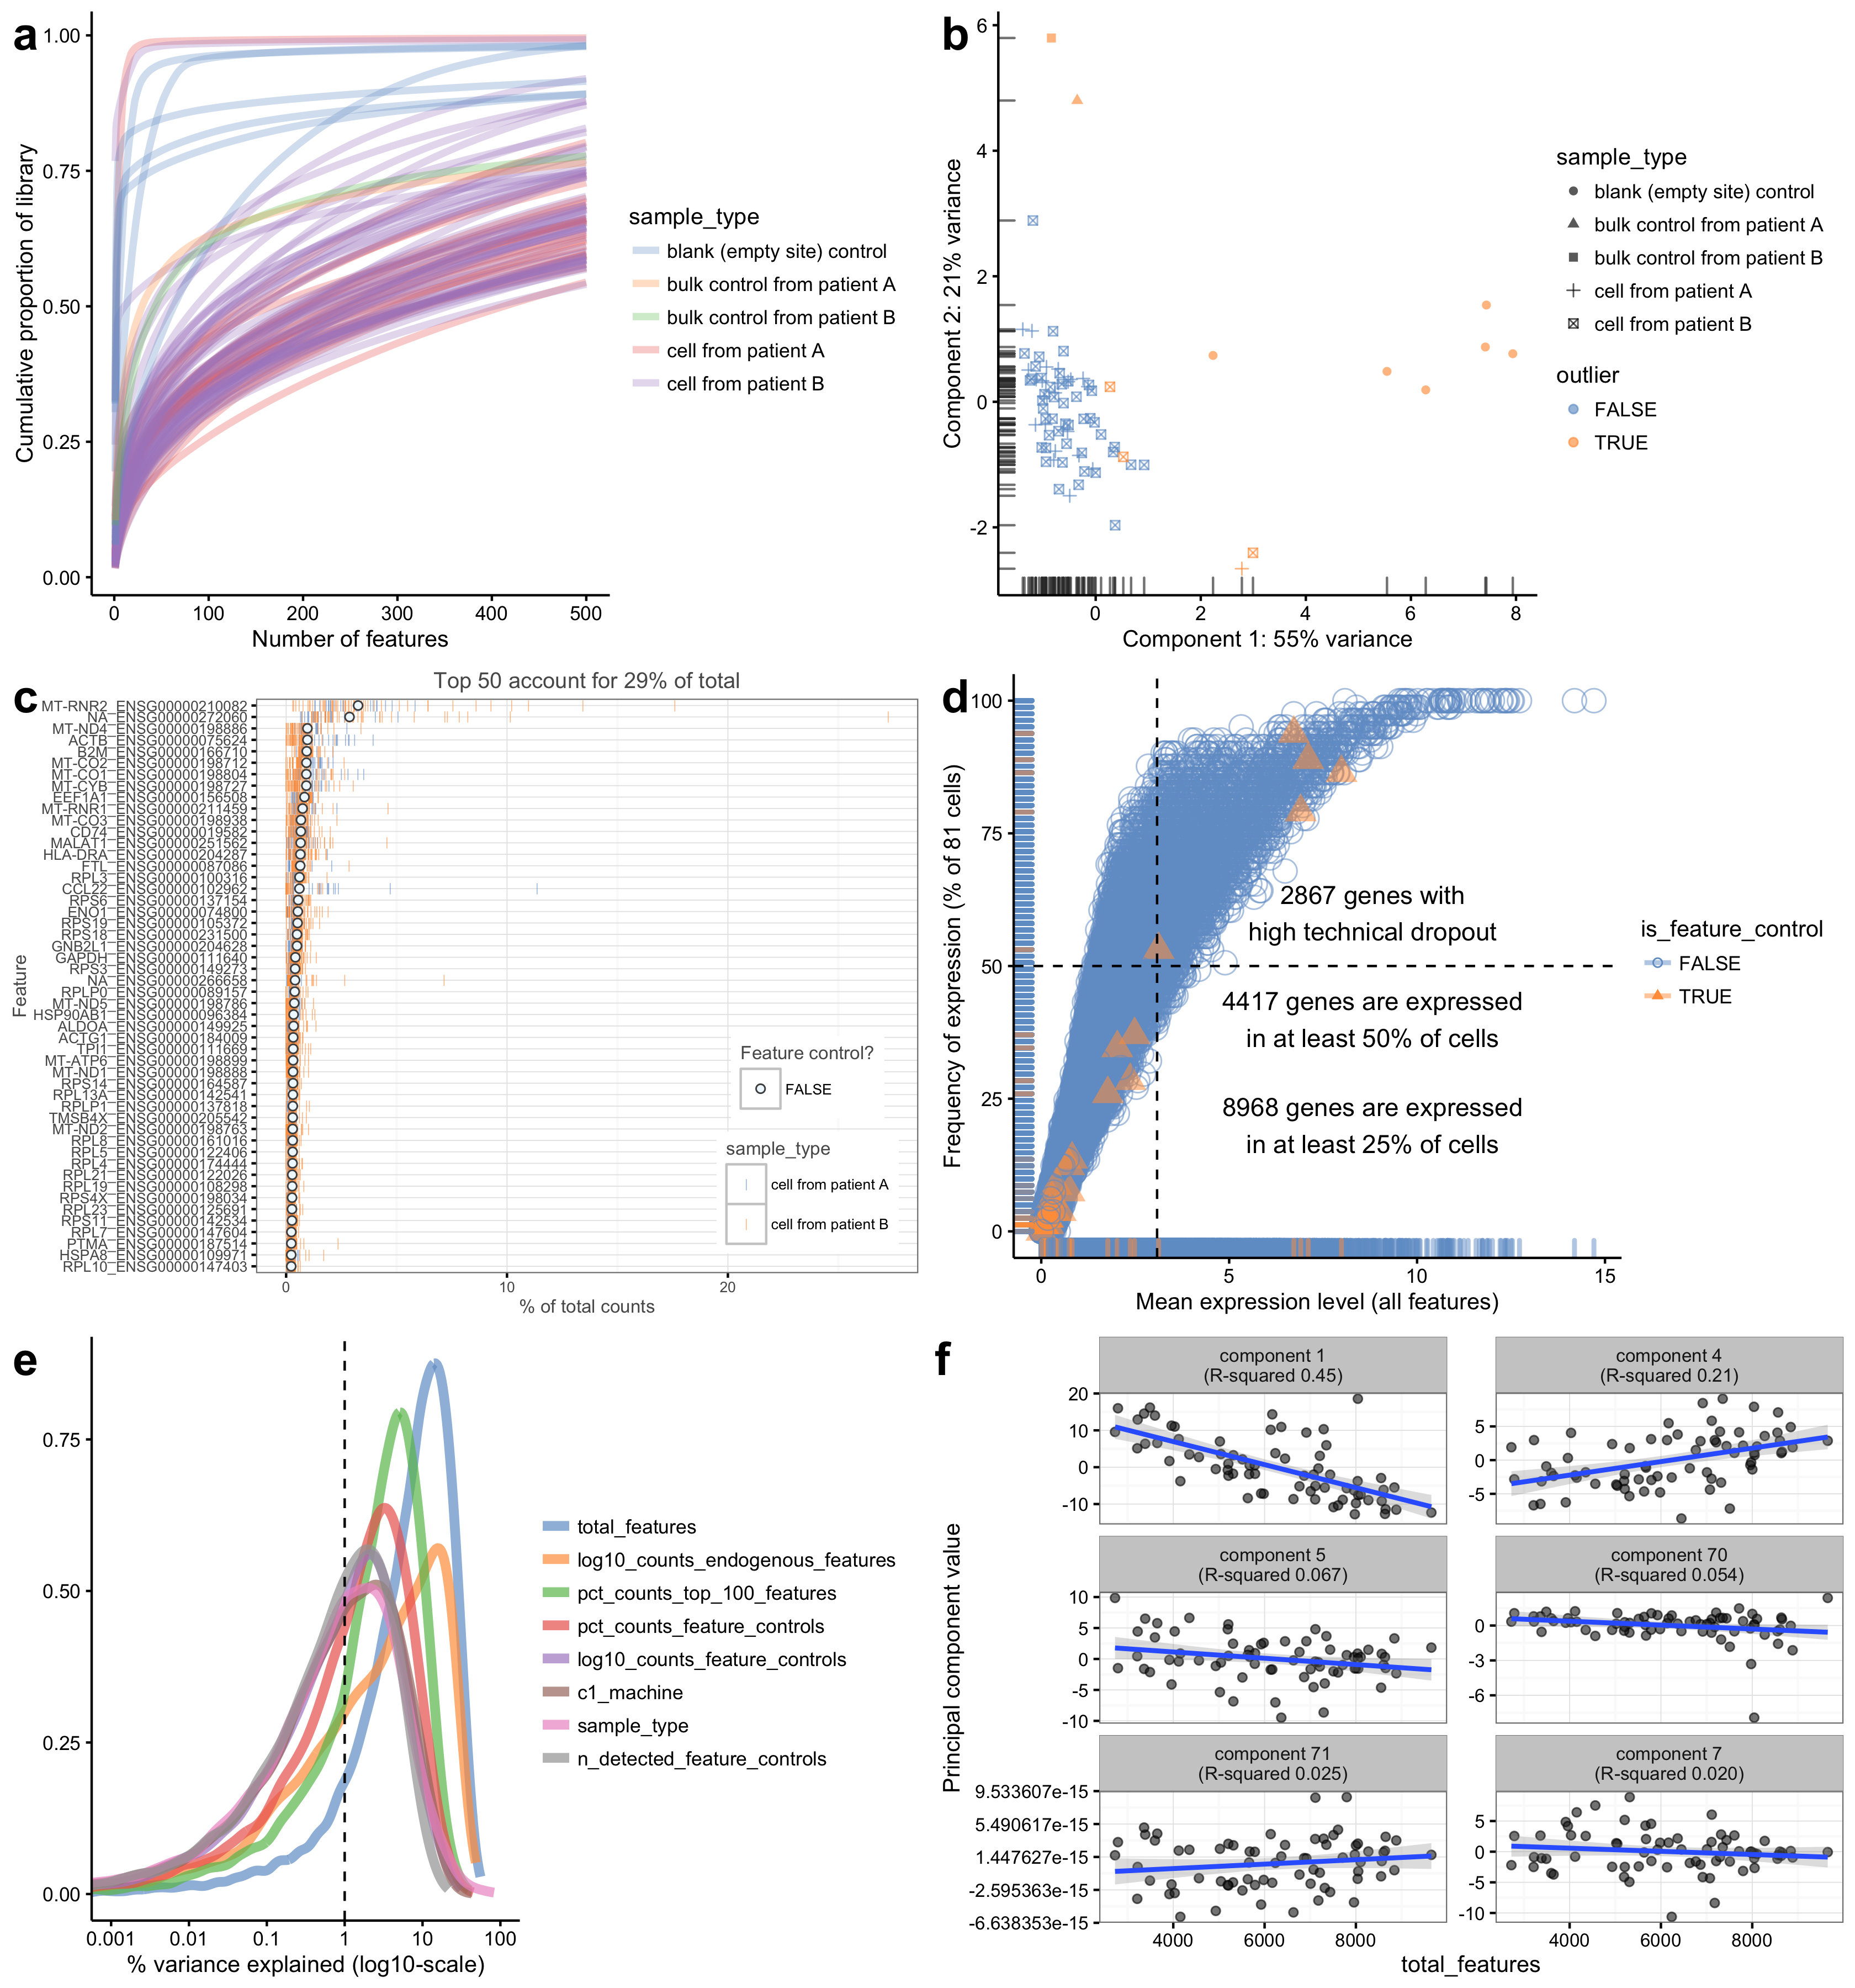 a
1.00
0.75
0.50
0.25
0.00
Cumulative proportion of library
0
100
200
300
400
500
Number of features
sample_type
blank (empty site) control
bulk control from patient A
bulk control from patient B
cell from patient A
cell from patient B
b
6
4
2
0
-2
Component 2: 21% variance
0
2
4
6
8
Component 1: 55% variance
sample_type
blank (empty site) control
bulk control from patient A
bulk control from patient B
cell from patient A
cell from patient B
outlier
FALSE
TRUE
c
Top 50 account for 29% of total
MT-RNR2_ENSG00000210082
NA_ENSG00000272060
MT-ND4_ENSG00000198886
ACTB_ENSG00000075624
B2M_ENSG00000166710
MT-CO2_ENSG00000198712
MT-CO1_ENSG00000198804
MT-CYB_ENSG00000198727
EEF1A1_ENSG00000156508
MT-RNR1_ENSG00000211459
MT-CO3_ENSG00000198938
CD74_ENSG00000019582
MALAT1_ENSG00000251562
HLA-DRA_ENSG00000204287
FTL_ENSG00000087086
RPL3_ENSG00000100316
CCL22_ENSG00000102962
RPS6_ENSG00000137154
ENO1_ENSG00000074800
RPS19_ENSG00000105372
RPS18_ENSG00000231500
GNB2L1_ENSG00000204628
GAPDH_ENSG00000111640
RPS3_ENSG00000149273
NA_ENSG00000266658
RPLP0_ENSG00000089157
MT-ND5_ENSG00000198786
HSP90AB1_ENSG00000096384
ALDOA_ENSG00000149925
ACTG1_ENSG00000184009
TPI1_ENSG00000111669
MT-ATP6_ENSG00000198899
MT-ND1_ENSG00000198888
RPS14_ENSG00000164587
RPL13A_ENSG00000142541
RPLP1_ENSG00000137818
TMSB4X_ENSG00000205542
MT-ND2_ENSG00000198763
RPL8_ENSG00000161016
RPL5_ENSG00000122406
RPL4_ENSG00000174444
RPL21_ENSG00000122026
RPL19_ENSG00000108298
RPS4X_ENSG00000198034
RPL23_ENSG00000125691
RPS11_ENSG00000142534
RPL7_ENSG00000147604
PTMA_ENSG00000187514
HSPA8_ENSG00000109971
RPL10_ENSG00000147403
Feature
0
10
20
% of total counts
Feature control?
FALSE
sample_type
cell from patient A
cell from patient B
d
100
75
50
25
0
Frequency of expression (% of 81 cells)
2867 genes with
high technical dropout
4417 genes are expressed
in at least 50% of cells
8968 genes are expressed
in at least 25% of cells
0
5
10
15
Mean expression level (all features)
is_feature_control
FALSE
TRUE
e
0.75
0.50
0.25
0.00
0.001
0.01
0.1
1
10
100
% variance explained (log10-scale)
total_features
log10_counts_endogenous_features
pct_counts_top_100_features
pct_counts_feature_controls
log10_counts_feature_controls
c1_machine
sample_type
n_detected_feature_controls
f
Principal component value
component 1
(R-squared 0.45)
20
10
0
-10
component 4
(R-squared 0.21)
5
0
-5
component 5
(R-squared 0.067)
10
5
0
-5
-10
component 70
(R-squared 0.054)
0
-3
-6
component 71
(R-squared 0.025)
9.533607e-15
5.490617e-15
1.447627e-15
-2.595363e-15
-6.638353e-15
component 7
(R-squared 0.020)
5
0
-5
-10
4000
6000
8000
4000
6000
8000
total_features